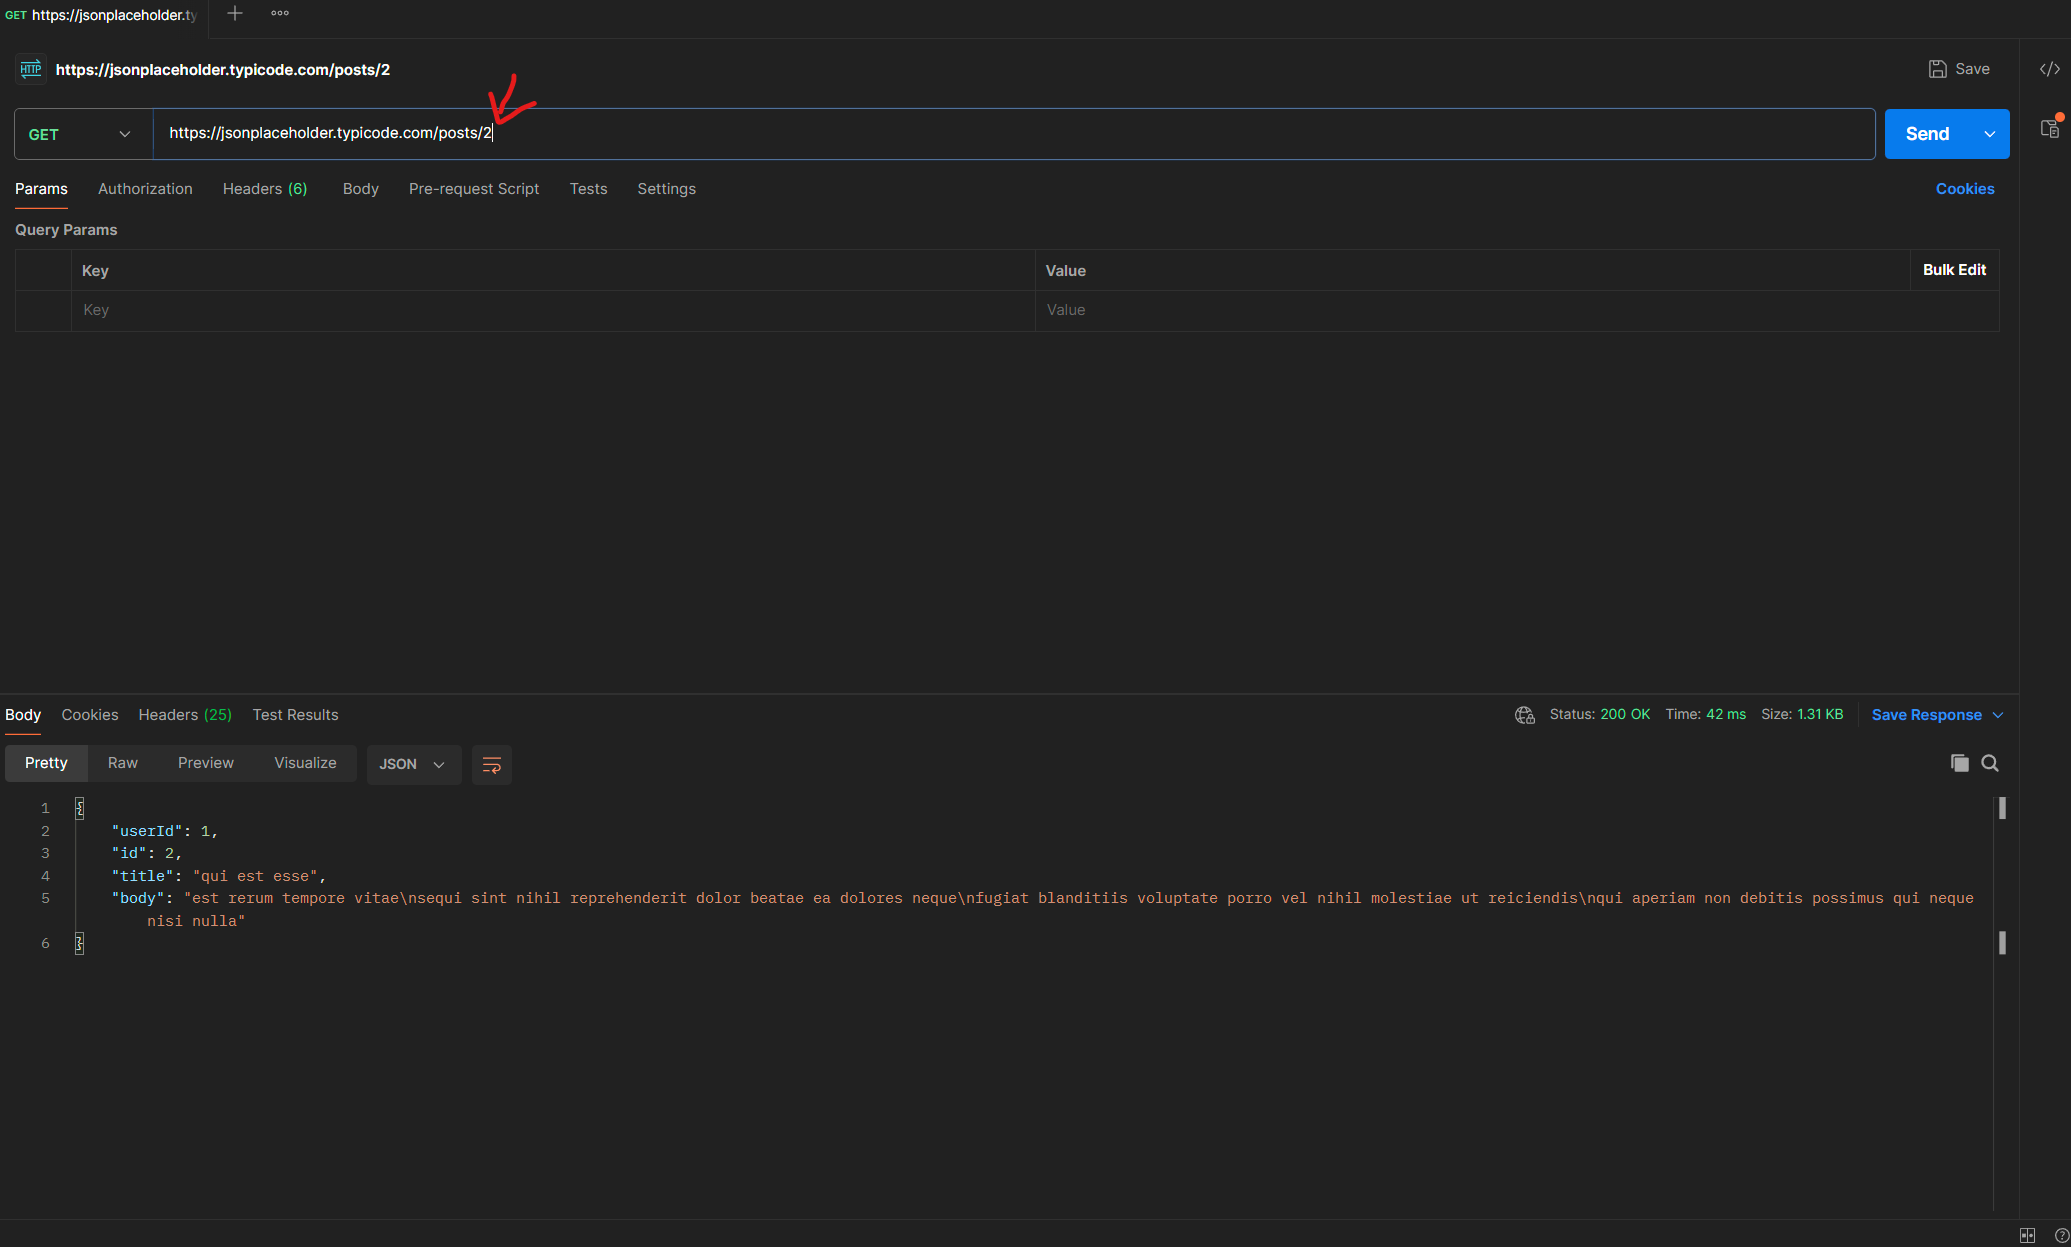 GET https://jsonplaceholder.ty
HTTP https://jsonplaceholder.typicode.com/posts/2
Save
GET https://jsonplaceholder.typicode.com/posts/2
Send
Params Authorization Headers (6) Body Pre-request Script Tests Settings Cookies
Query Params
Key Value Bulk Edit
Key Value
Body Cookies Headers (25) Test Results Status: 200 OK Time: 42 ms Size: 1.31 KB Save Response
Pretty Raw Preview Visualize JSON
1 {
2 "userId": 1,
3 "id": 2,
4 "title": "qui est esse",
5 "body": "est rerum tempore vitae\nsequi sint nihil reprehenderit dolor beatae ea dolores neque\nfugiat blanditiis voluptate porro vel nihil molestiae ut reiciendis\nqui aperiam non debitis possimus qui neque
nisi nulla"
6 }